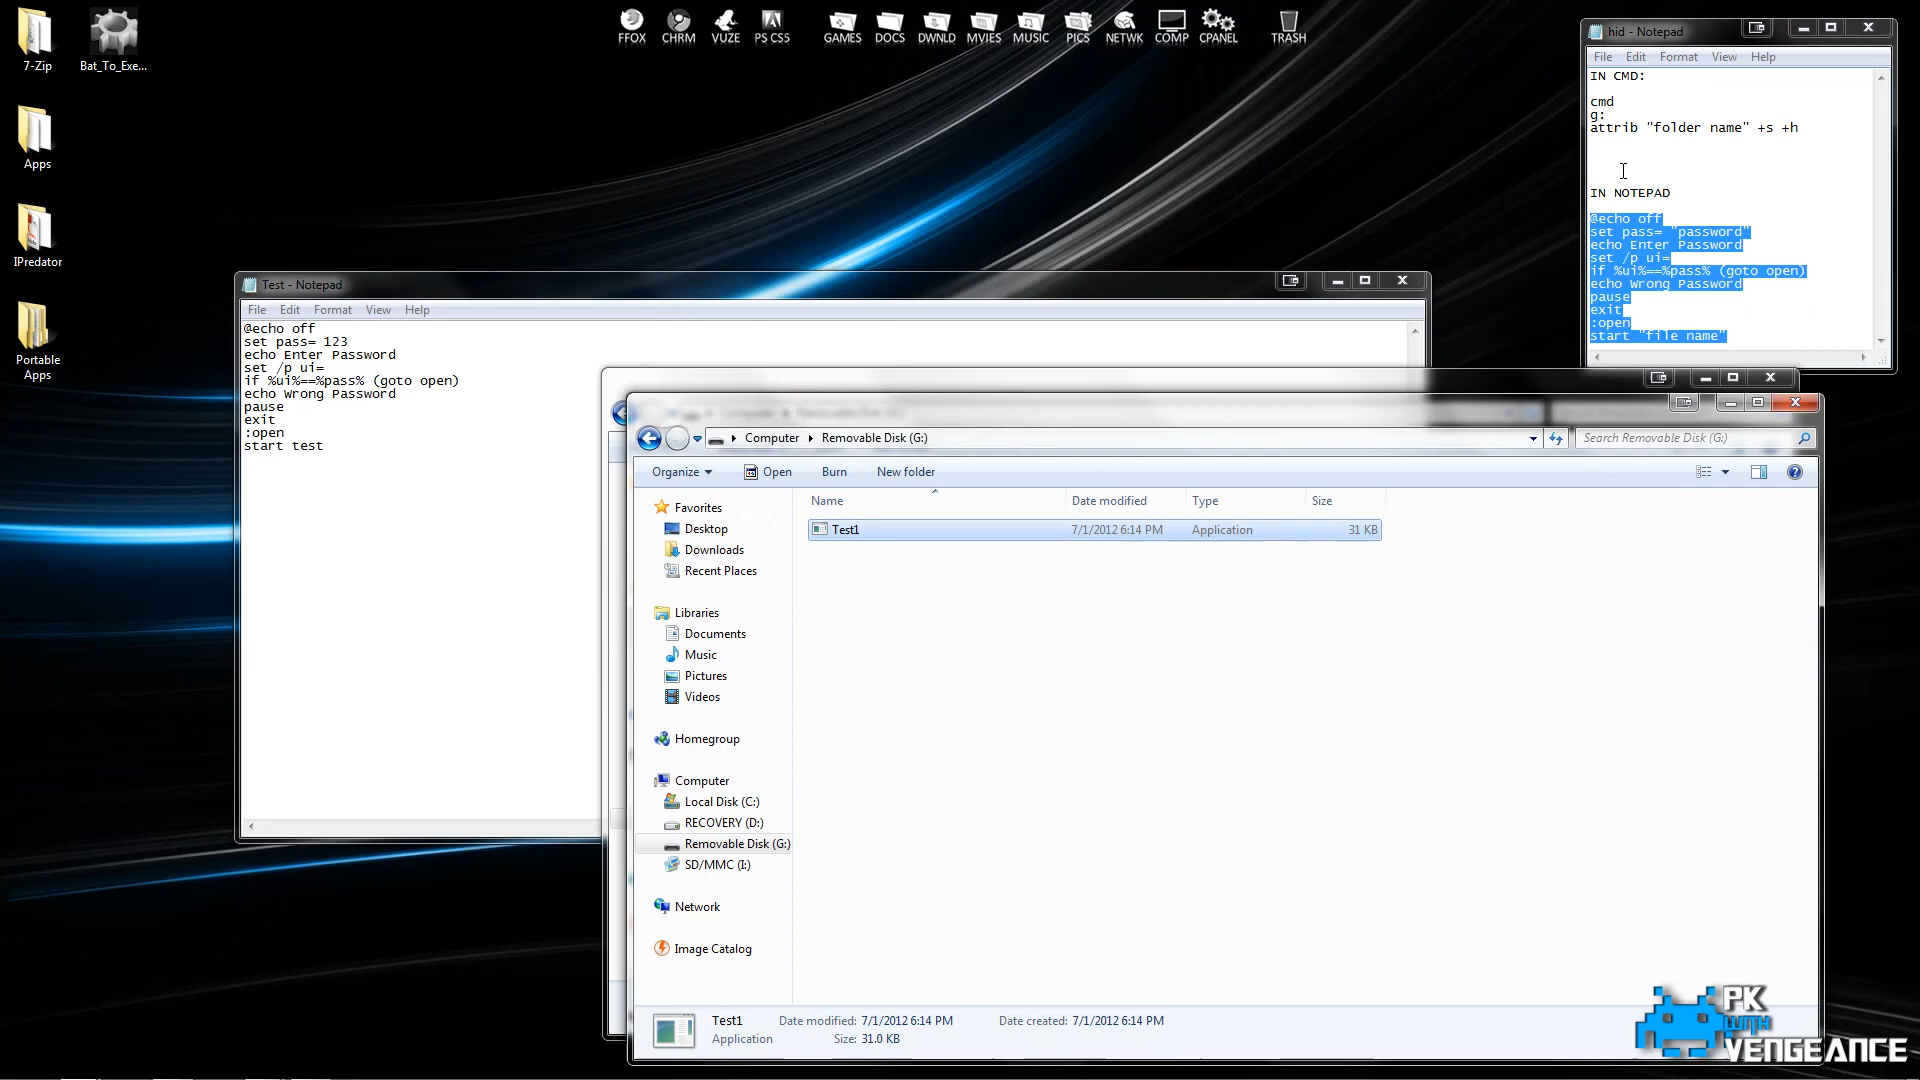 FFOX
CHRM
VUZE
PS CS5
GAMES
DOCS
DWNLD
MVIES
MUSIC
PICS
NETWK
COMP
CPANEL
TRASH
7-Zip
Bat_To_Exe...
Apps
IPredator
Portable
Apps
hid - Notepad
File Edit Format View Help
IN CMD:
cmd
g:
attrib "folder name" +s +h
IN NOTEPAD
@echo off
set pass= "password"
echo Enter Password
set /p ui=
if %ui%==%pass% (goto open)
echo Wrong Password
pause
exit
:open
start "file name"
Test - Notepad
File Edit Format View Help
@echo off
set pass= 123
echo Enter Password
set /p ui=
if %ui%==%pass% (goto open)
echo Wrong Password
pause
exit
:open
start test
Computer Removable Disk (G:)
Search Removable Disk (G:)
Organize Open Burn New folder
Name Date modified Type Size
Test1 7/1/2012 6:14 PM Application 31 KB
Favorites
Desktop
Downloads
Recent Places
Libraries
Documents
Music
Pictures
Videos
Homegroup
Computer
Local Disk (C:)
RECOVERY (D:)
Removable Disk (G:)
SD/MMC (I:)
Network
Image Catalog
Test1 Date modified: 7/1/2012 6:14 PM Date created: 7/1/2012 6:14 PM
Application Size: 31.0 KB
PK
WITH
VENGEANCE